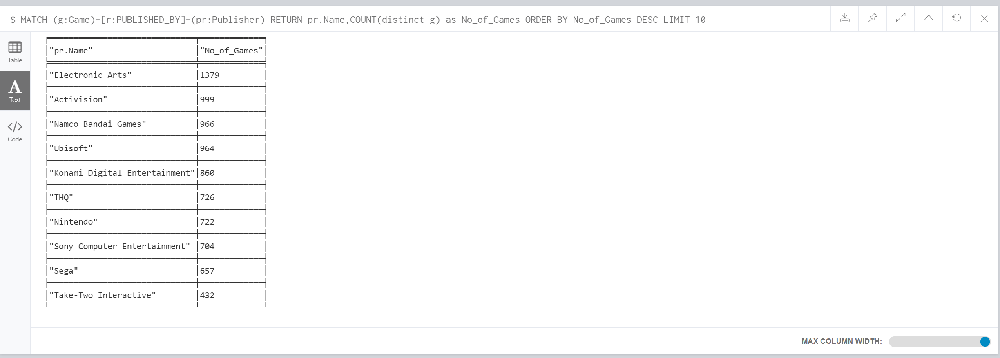 $ MATCH (g:Game)-[r:PUBLISHED_BY]-(pr:Publisher) RETURN pr.Name,COUNT(distinct g) as No_of_Games ORDER BY No_of_Games DESC LIMIT 10
Table
A
Text
</>
Code
"pr.Name" "No_of_Games"
"Electronic Arts" 1379
"Activision" 999
"Namco Bandai Games" 966
"Ubisoft" 964
"Konami Digital Entertainment" 860
"THQ" 726
"Nintendo" 722
"Sony Computer Entertainment" 704
"Sega" 657
"Take-Two Interactive" 432
MAX COLUMN WIDTH: